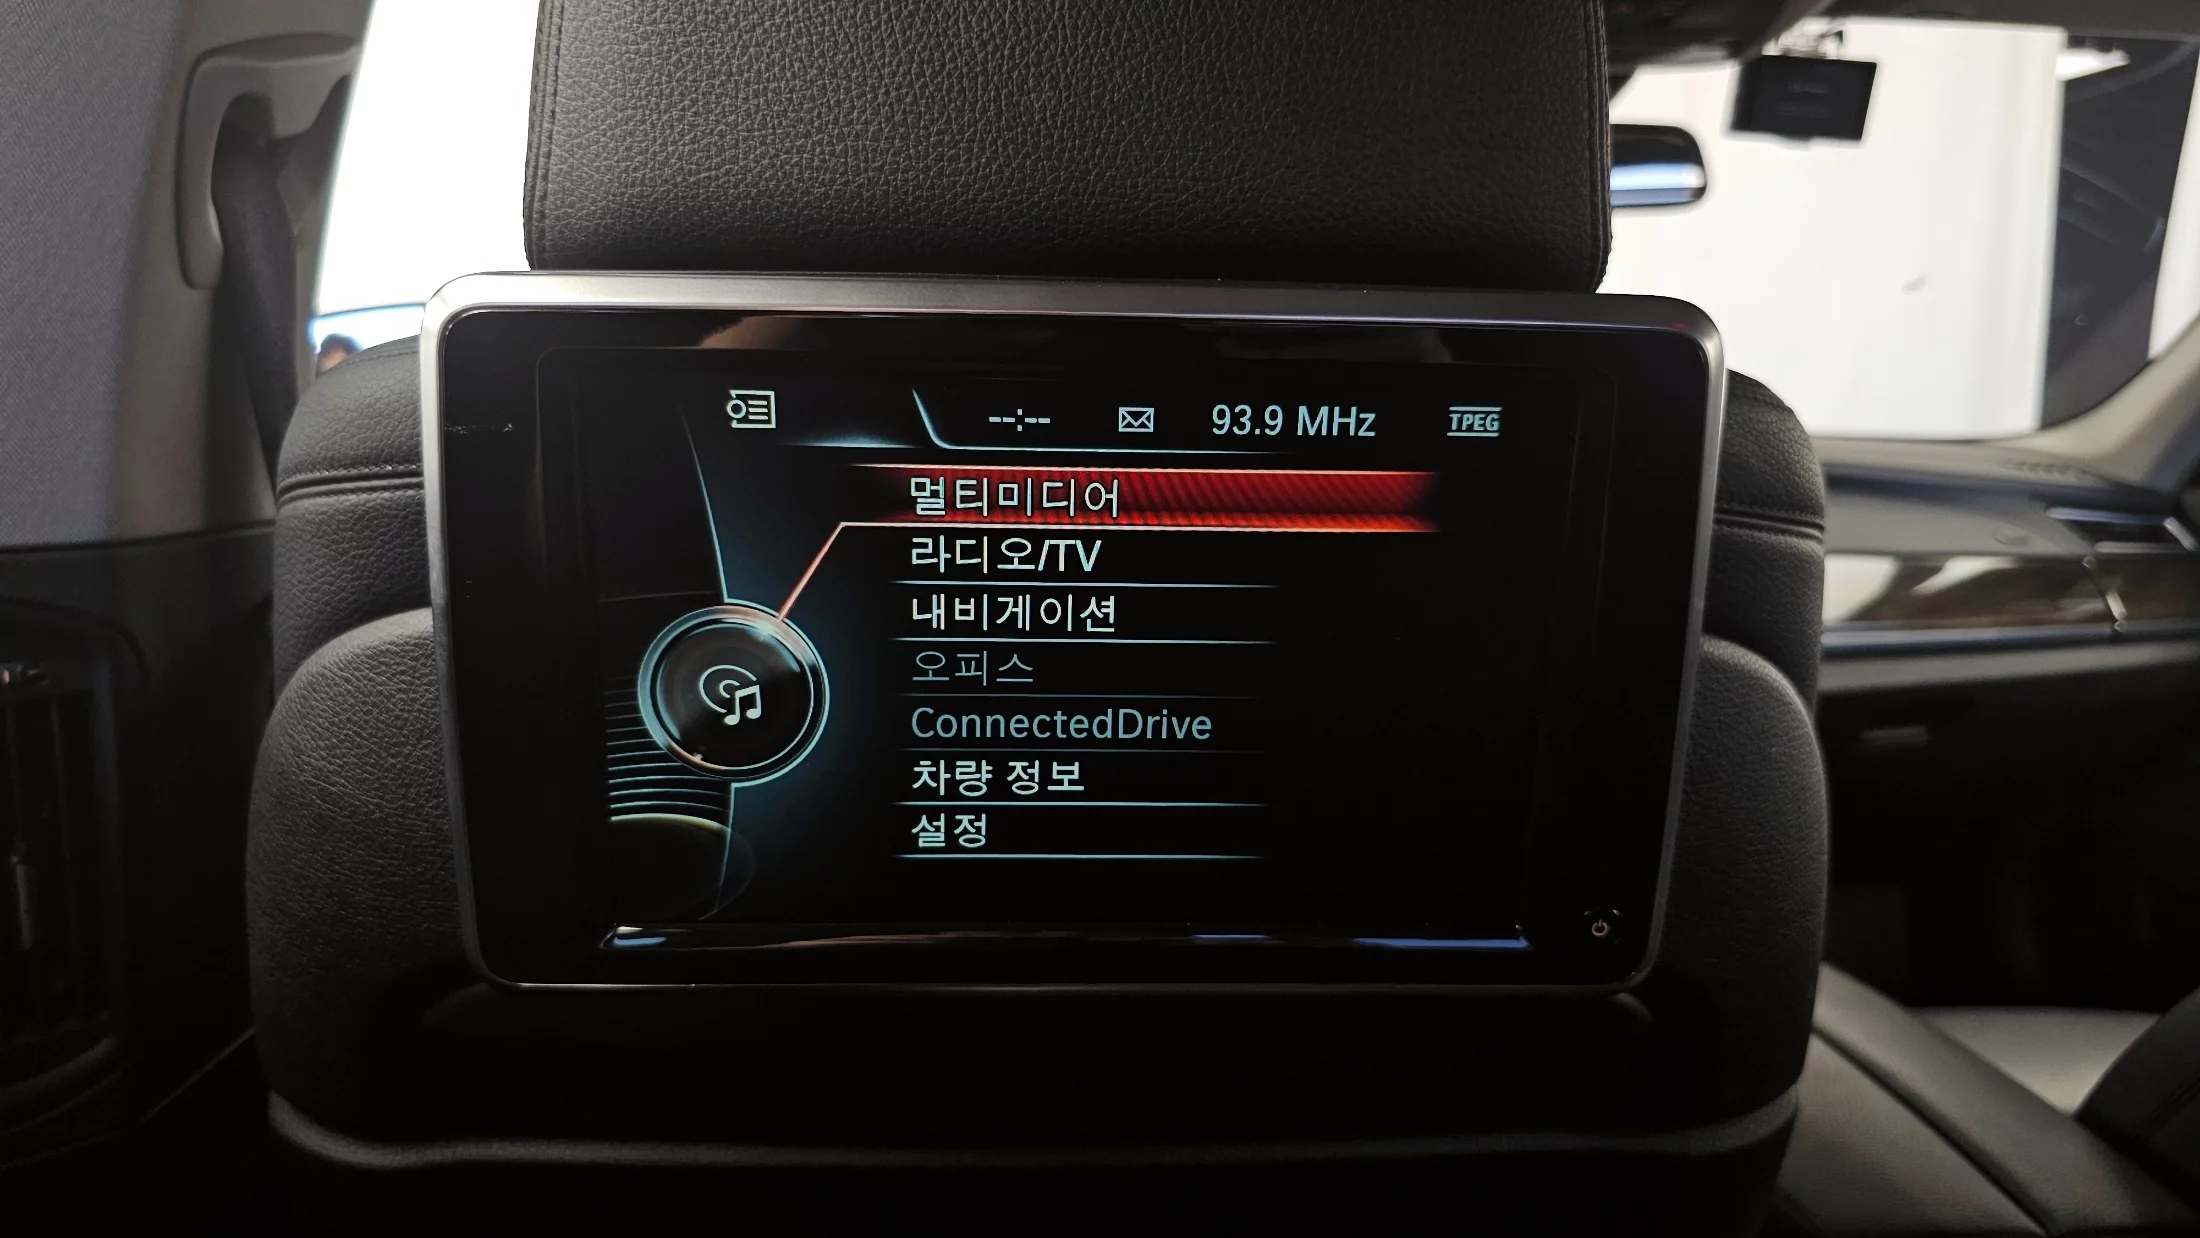 --:-- 93.9 MHz TPEG
멀티미디어
라디오/TV
내비게이션
오피스
ConnectedDrive
차량 정보
설정